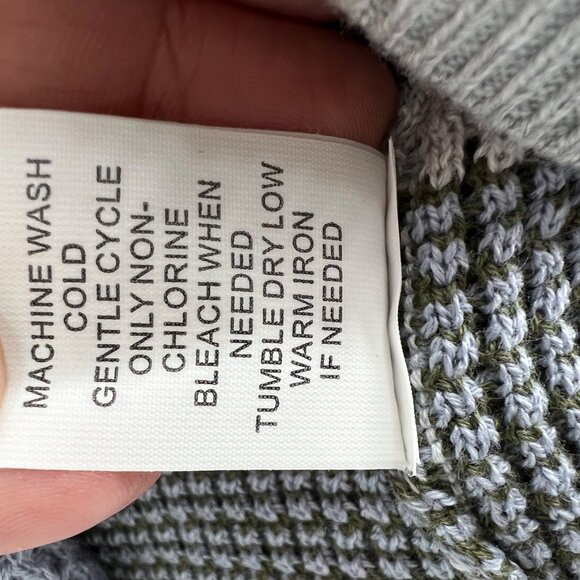 MACHINE WASH
COLD
GENTLE CYCLE
ONLY NON-
CHLORINE
BLEACH WHEN
NEEDED
TUMBLE DRY LOW
WARM IRON
IF NEEDED